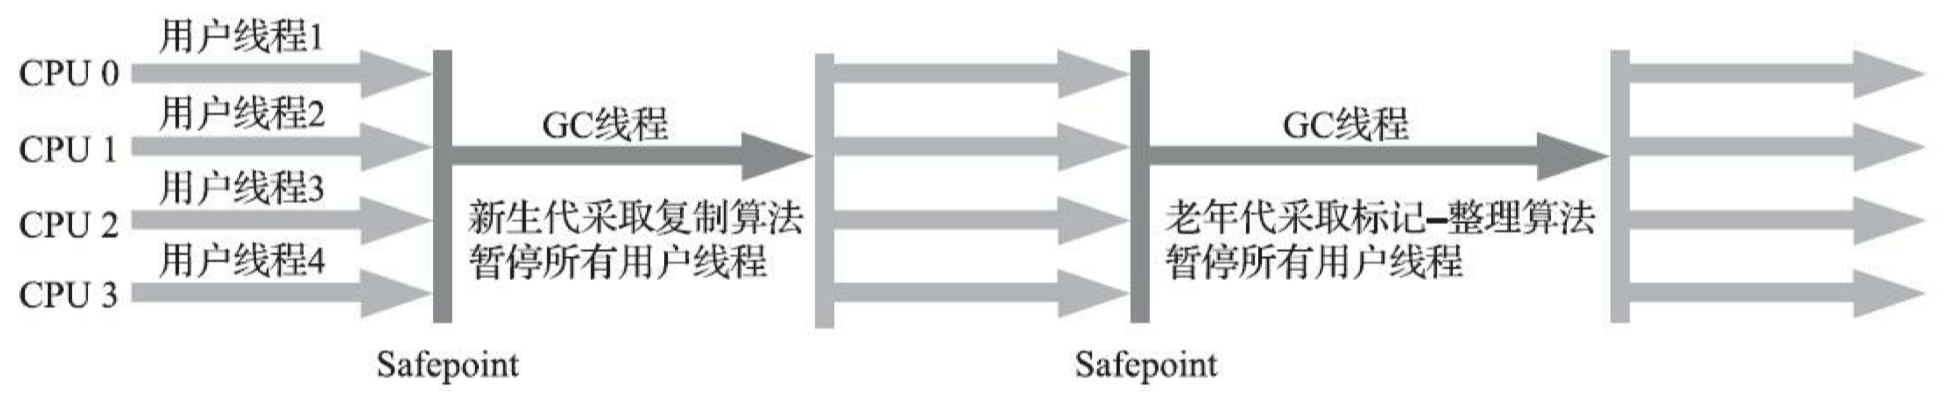 用户线程1
CPU 0
用户线程2
CPU 1
用户线程3
CPU 2
用户线程4
CPU 3
GC线程
新生代采取复制算法
暂停所有用户线程
GC线程
老年代采取标记–整理算法
暂停所有用户线程
Safepoint
Safepoint